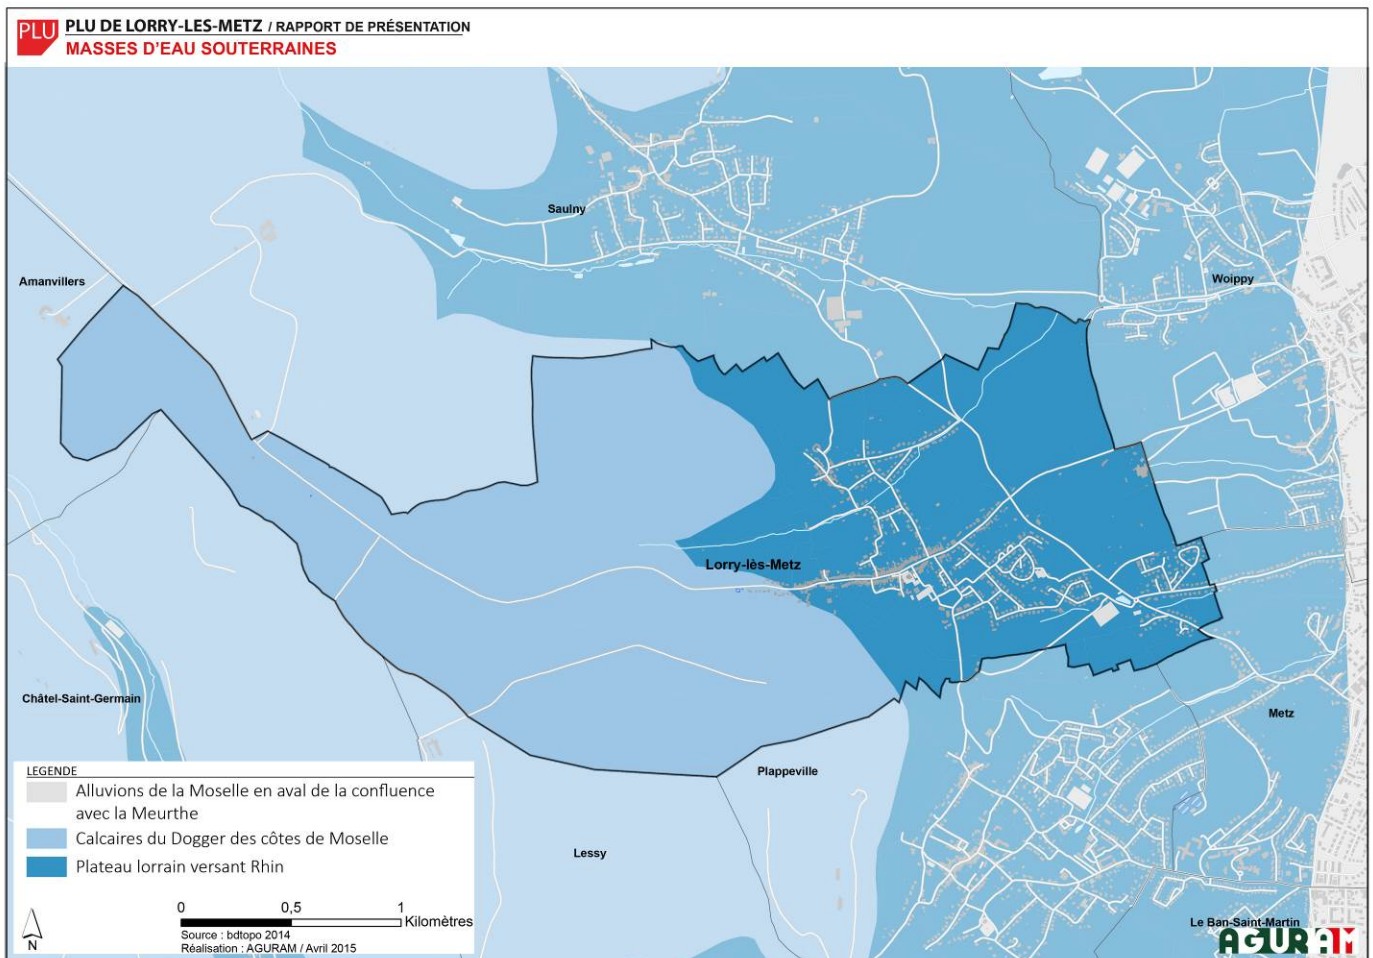 PLU PLU DE LORRY-LES-METZ / RAPPORT DE PRÉSENTATION
MASSES D'EAU SOUTERRAINES
Saulny
Amanvillers
Woippy
Lorry-lès-Metz
Châtel-Saint-Germain
Metz
Plappeville
Lessy
Le Ban-Saint-Martin
LEGENDE
Alluvions de la Moselle en aval de la confluence
avec la Meurthe
Calcaires du Dogger des côtes de Moselle
Plateau lorrain versant Rhin
0 0,5 1
Kilomètres
N
Source : bdtopo 2014
Réalisation : AGURAM / Avril 2015
AGURAM